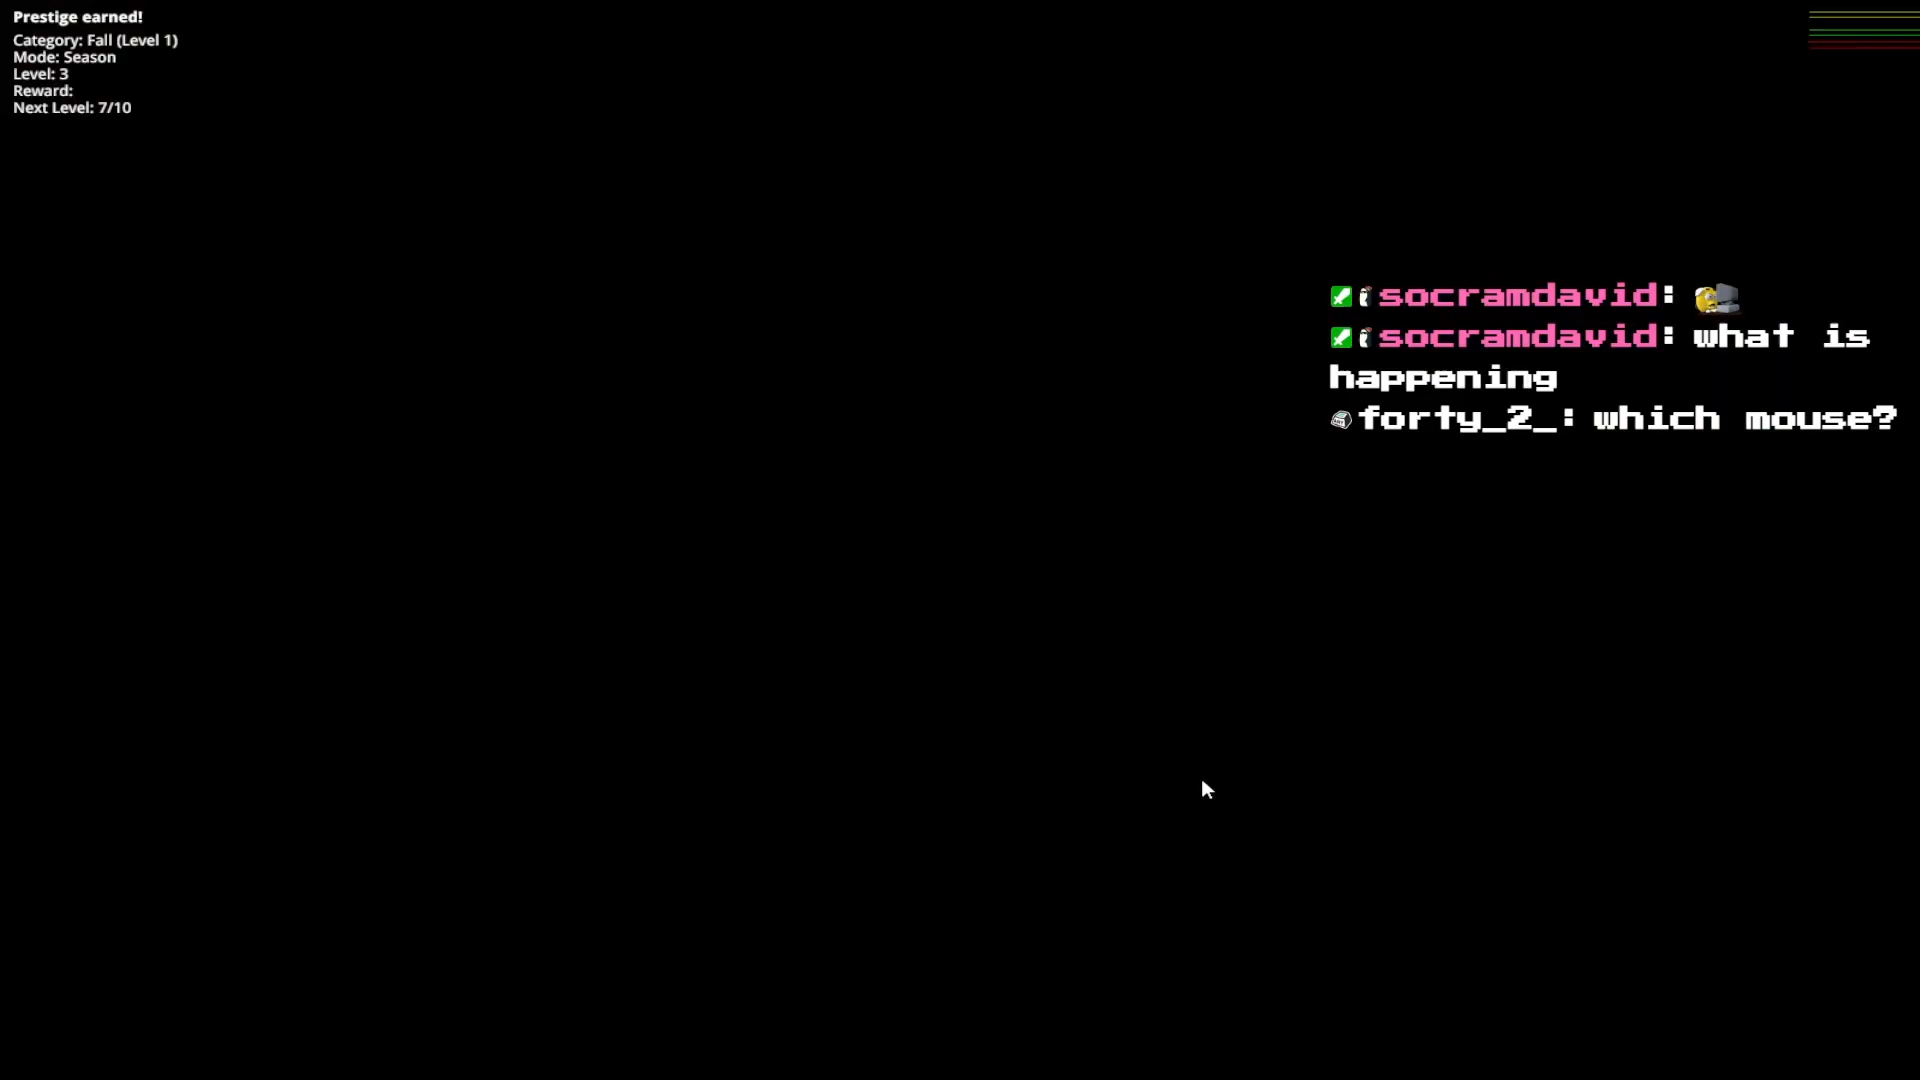 Prestige earned!
Category: Fall (Level 1)
Mode: Season
Level: 3
Reward:
Next Level: 7/10
socramdavid:
socramdavid: what is
happening
forty_2_: which mouse?